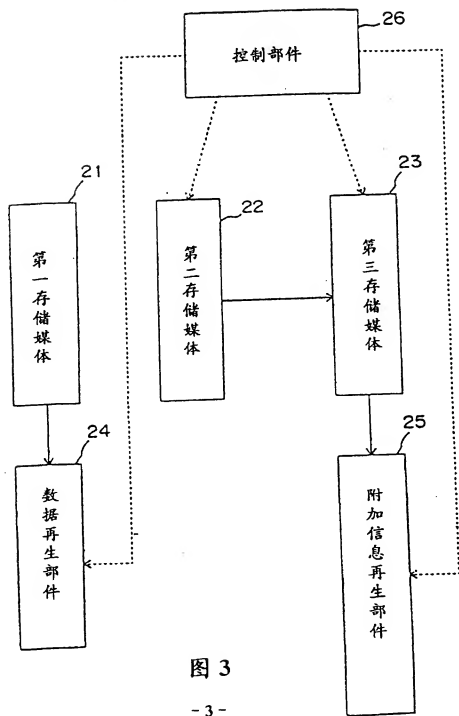 26
控制部件
21
第一存储媒体
22
第二存储媒体
23
第三存储媒体
24
数据再生部件
25
附加信息再生部件
图 3
- 3 -